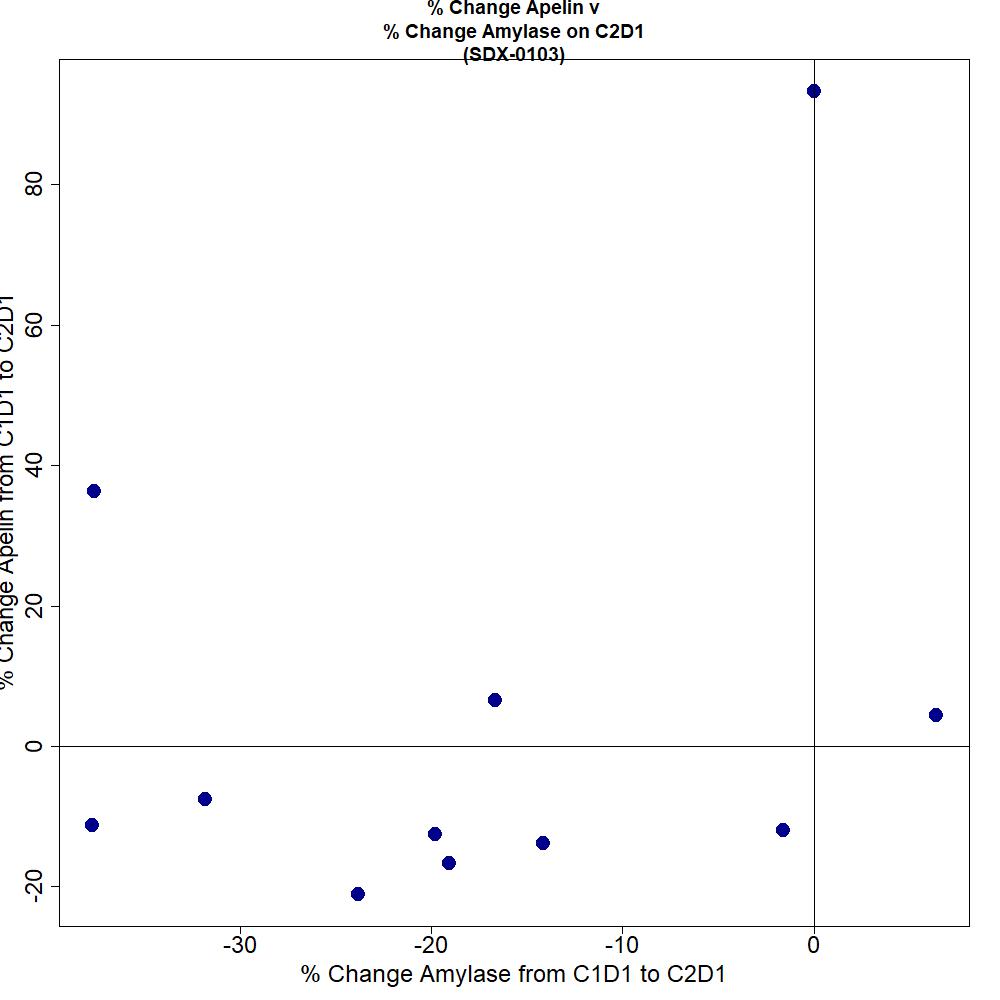 % Change Apelin v
% Change Amylase on C2D1
(SDX-0103)
% Change Apelin from C1D1 to C2D1
80
60
40
20
0
-20
-30
-20
-10
0
% Change Amylase from C1D1 to C2D1